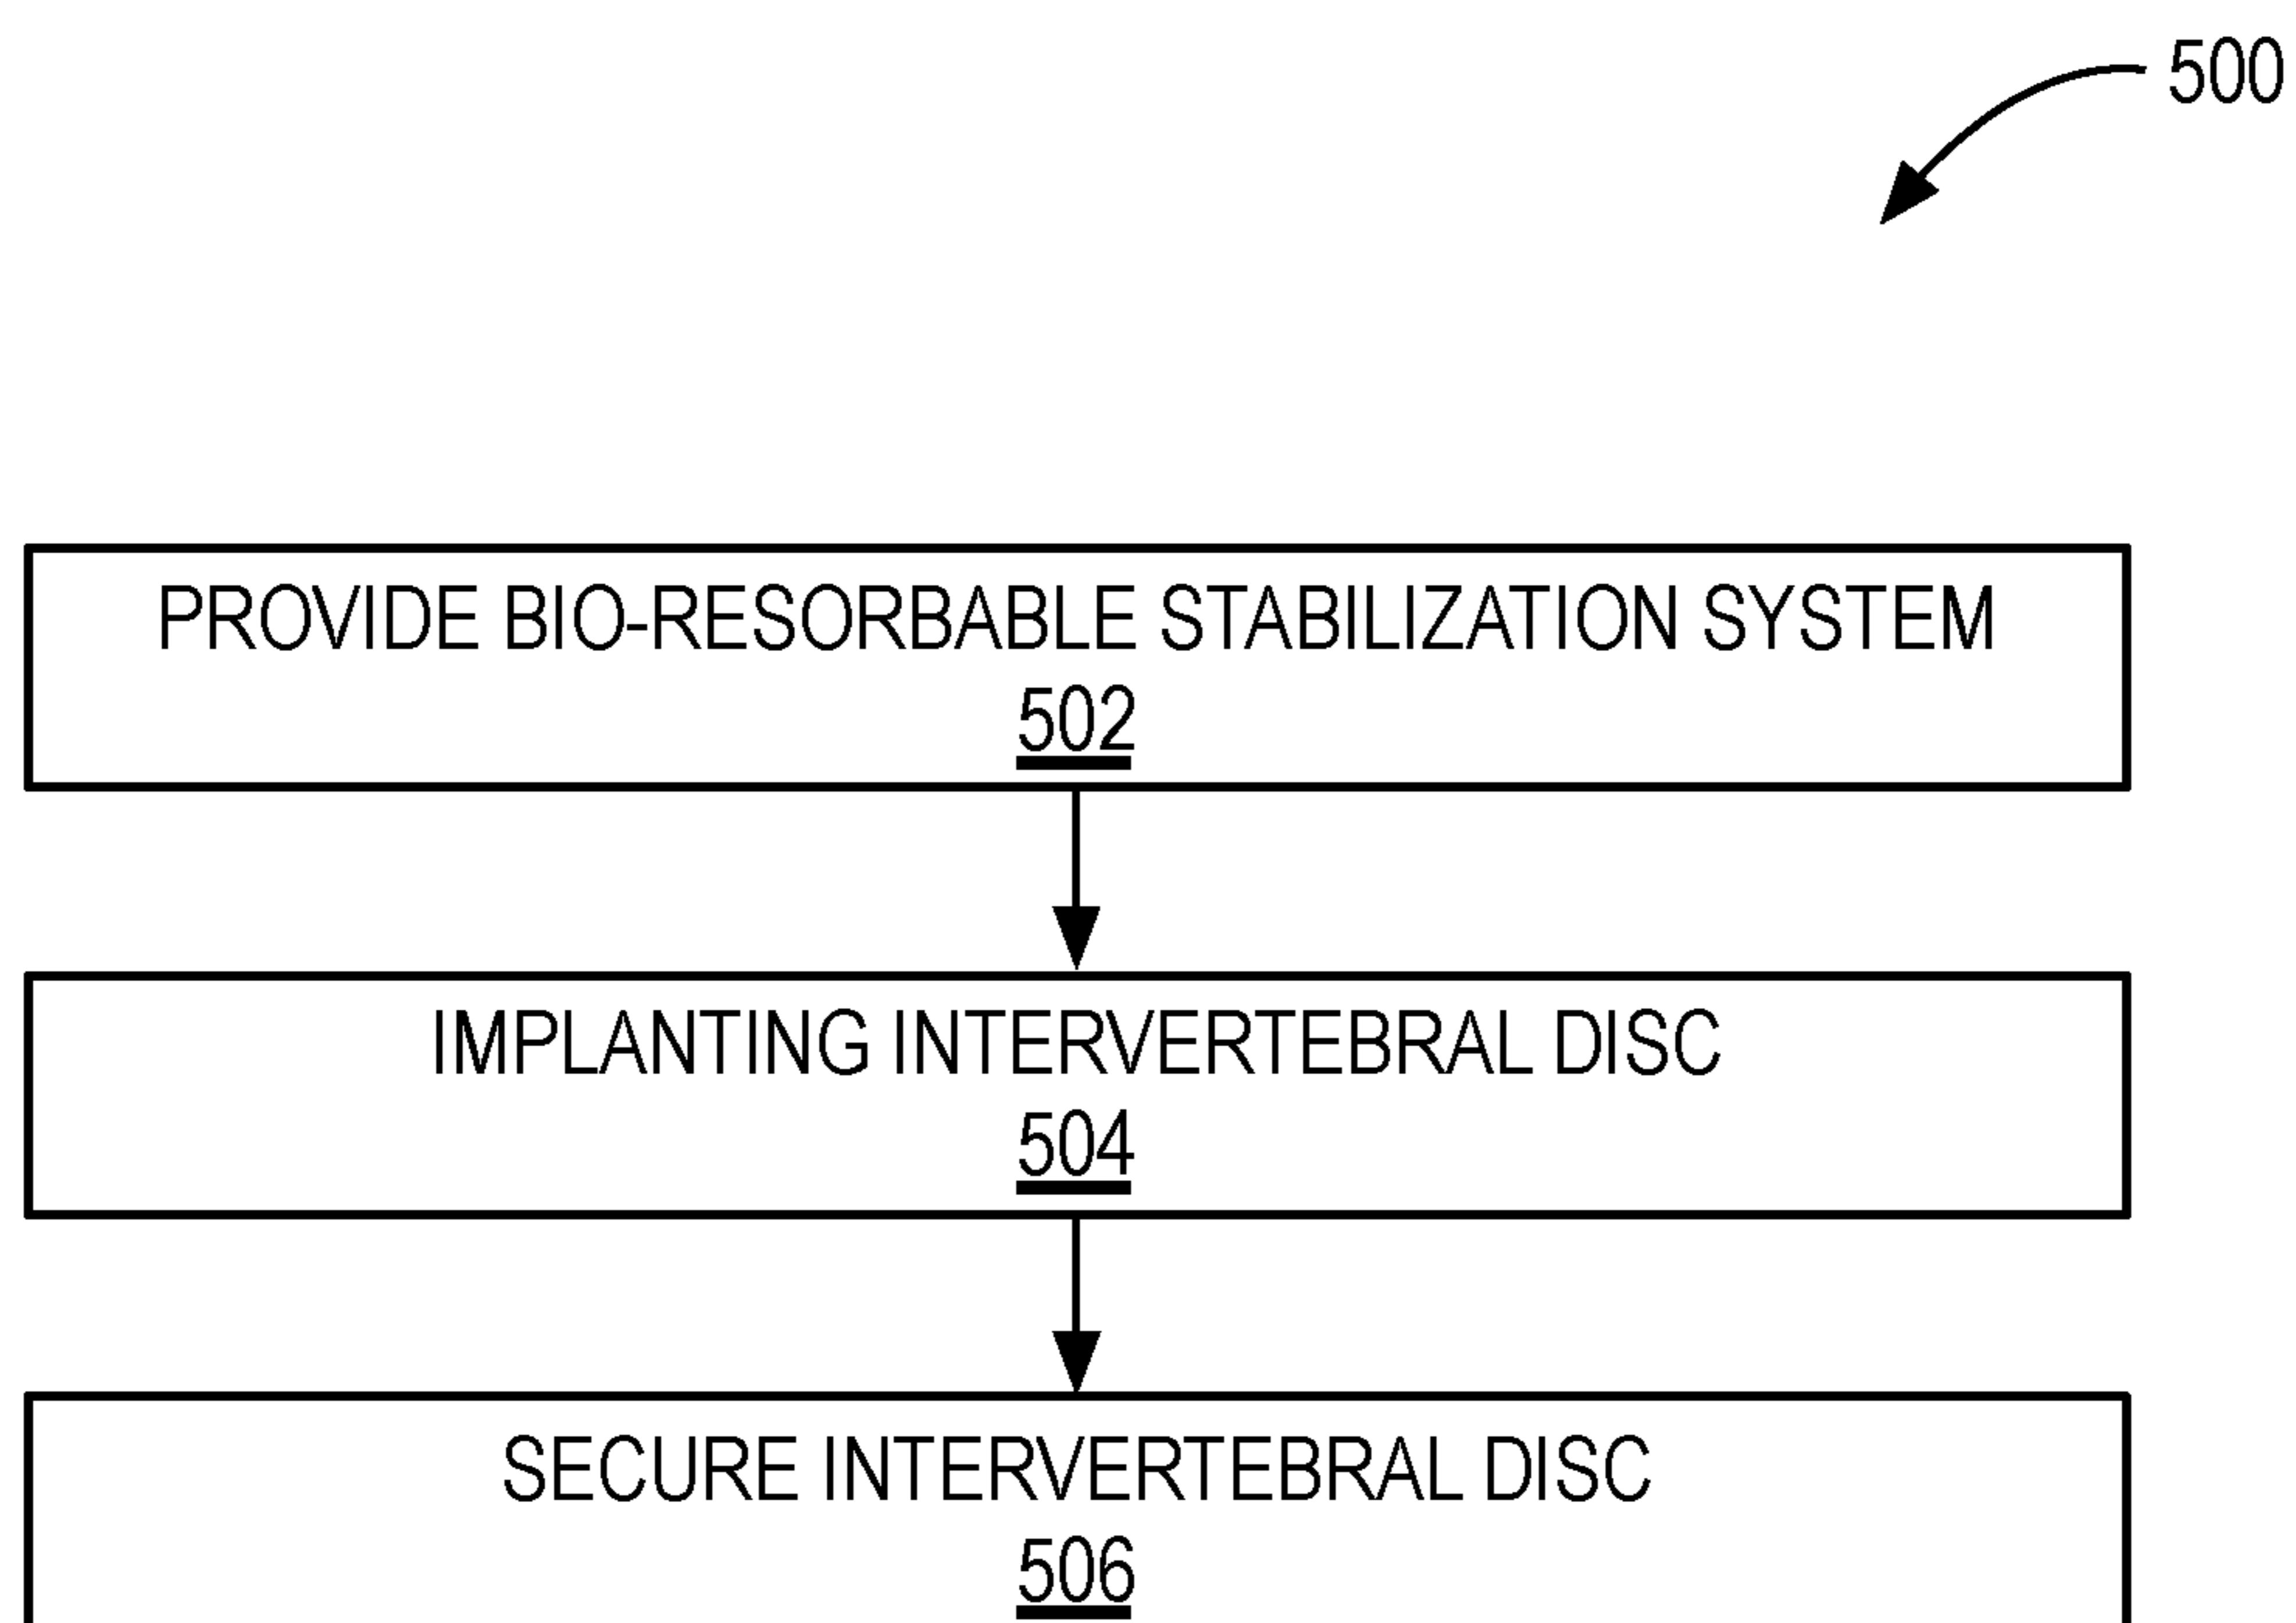 500
PROVIDE BIO-RESORBABLE STABILIZATION SYSTEM
502
IMPLANTING INTERVERTEBRAL DISC
504
SECURE INTERVERTEBRAL DISC
506